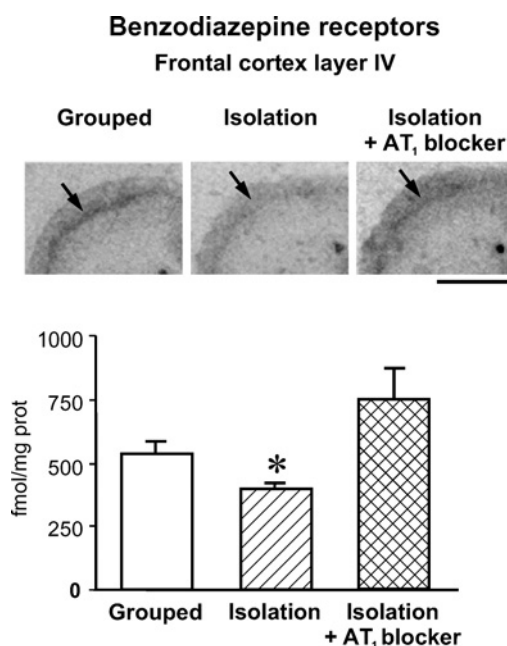 Benzodiazepine receptors
Frontal cortex layer IV
Grouped
Isolation
Isolation
+ AT₁ blocker
1000
750
500
250
0
fmol/mg prot
*
Grouped
Isolation
Isolation
+ AT₁ blocker